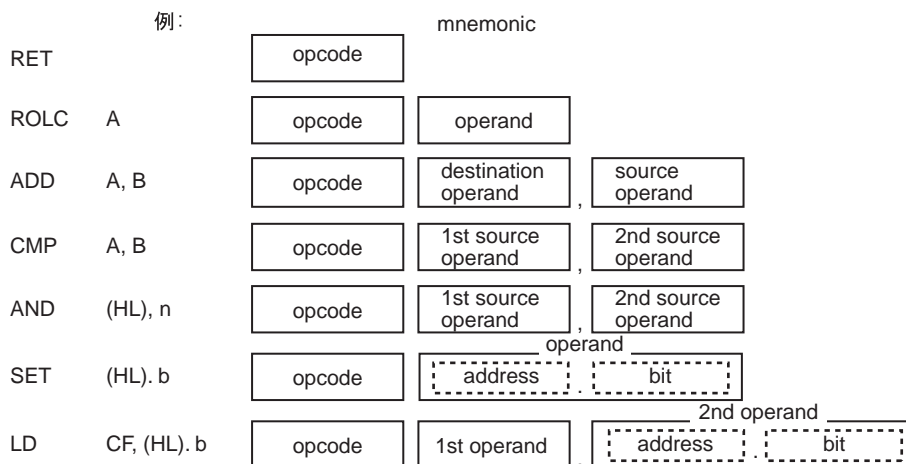 例: mnemonic
RET opcode
ROLC A opcode operand
ADD A, B opcode destination operand , source operand
CMP A, B opcode 1st source operand , 2nd source operand
AND (HL), n opcode 1st source operand , 2nd source operand
operand
SET (HL). b opcode address . bit
2nd operand
LD CF, (HL). b opcode 1st operand , address . bit